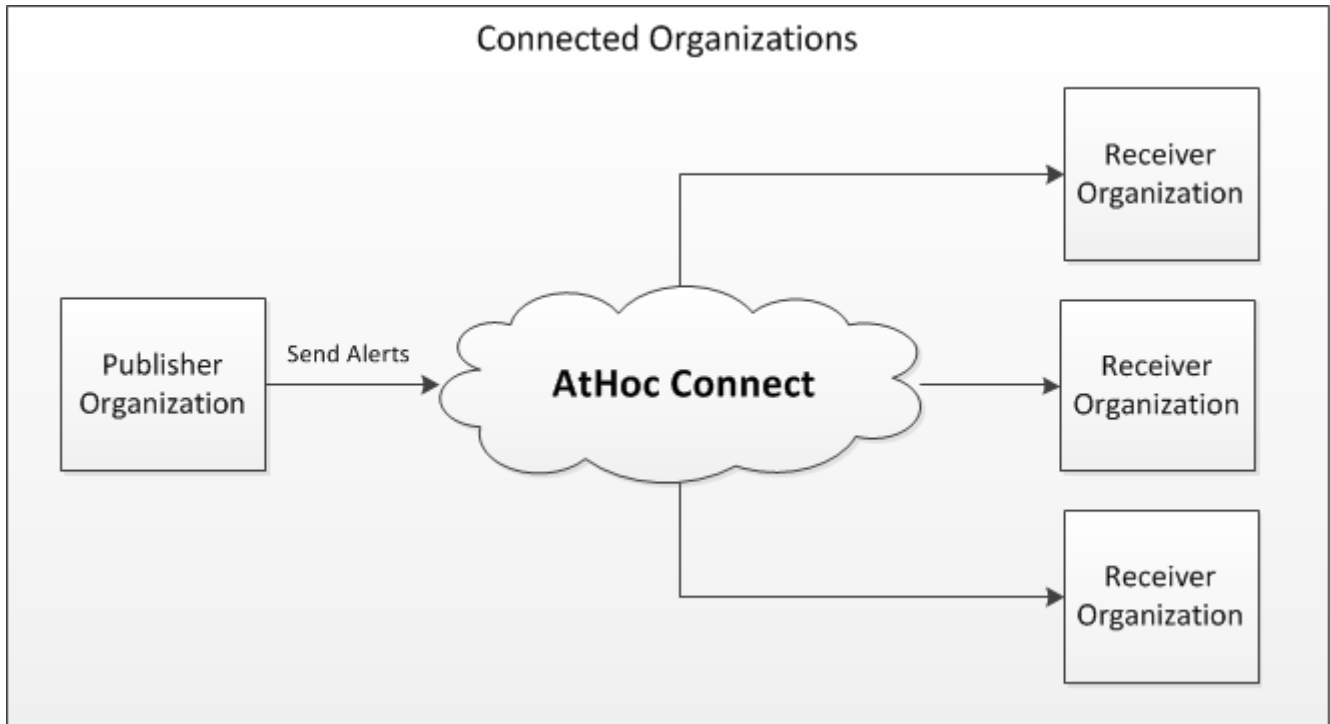 Connected Organizations
Receiver
Organization
Publisher
Organization
Send Alerts
AtHoc Connect
Receiver
Organization
Receiver
Organization